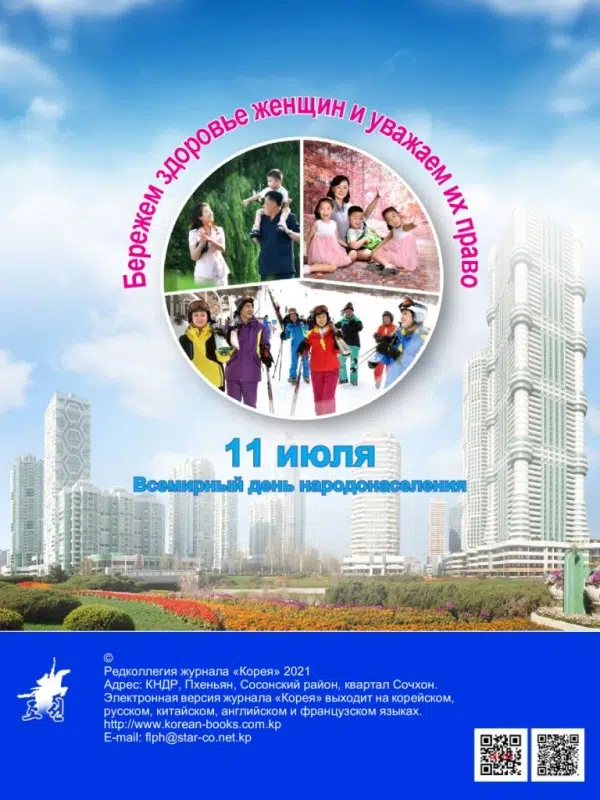 Бережем здоровье женщин и уважаем их право
11 июля
Всемирный день народонаселения
©
Редколлегия журнала «Корея» 2021
Адрес: КНДР, Пхеньян, Сосонский район, квартал Сочхон.
Электронная версия журнала «Корея» выходит на корейском,
русском, китайском, английском и французском языках.
http://www.korean-books.com.kp
E-mail: flph@star-co.net.kp
조선